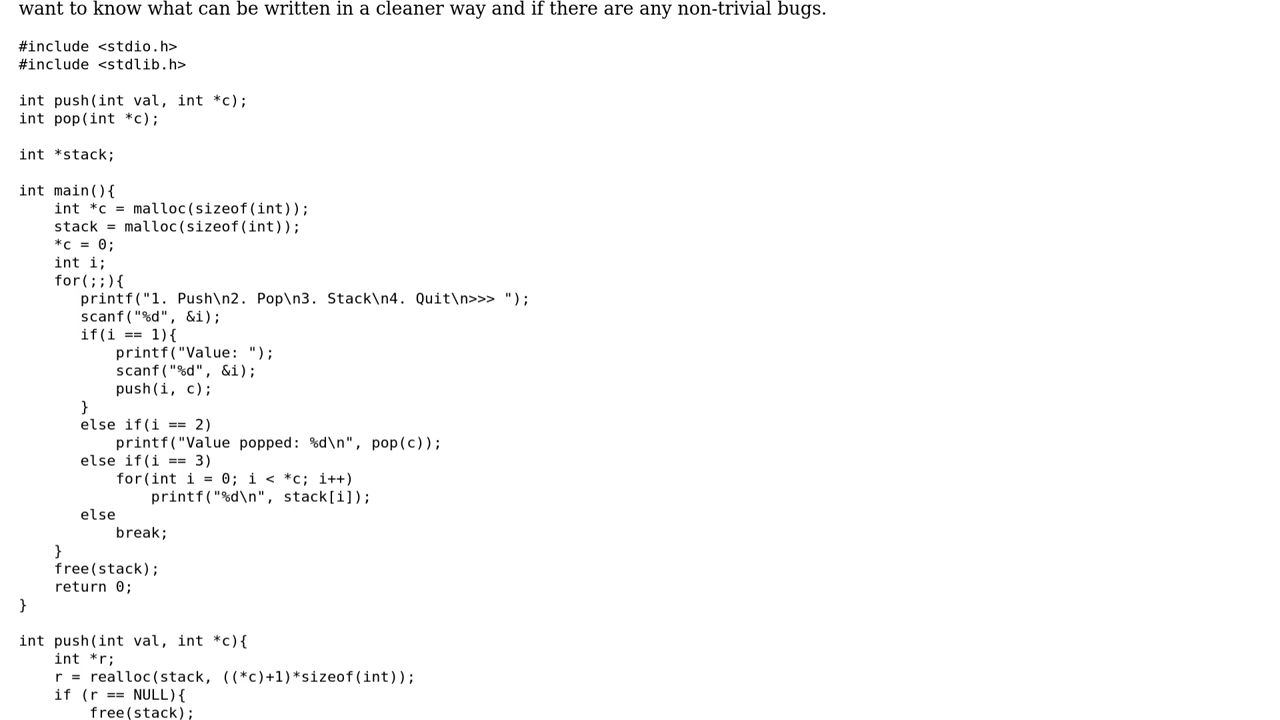 want to know what can be written in a cleaner way and if there are any non-trivial bugs.
#include <stdio.h>
#include <stdlib.h>
int push(int val, int *c);
int pop(int *c);
int *stack;
int main(){
    int *c = malloc(sizeof(int));
    stack = malloc(sizeof(int));
    *c = 0;
    int i;
    for(;;){
       printf("1. Push\n2. Pop\n3. Stack\n4. Quit\n>>> ");
       scanf("%d", &i);
       if(i == 1){
           printf("Value: ");
           scanf("%d", &i);
           push(i, c);
       }
       else if(i == 2)
           printf("Value popped: %d\n", pop(c));
       else if(i == 3)
           for(int i = 0; i < *c; i++)
               printf("%d\n", stack[i]);
       else
           break;
    }
    free(stack);
    return 0;
}
int push(int val, int *c){
    int *r;
    r = realloc(stack, ((*c)+1)*sizeof(int));
    if (r == NULL){
        free(stack);